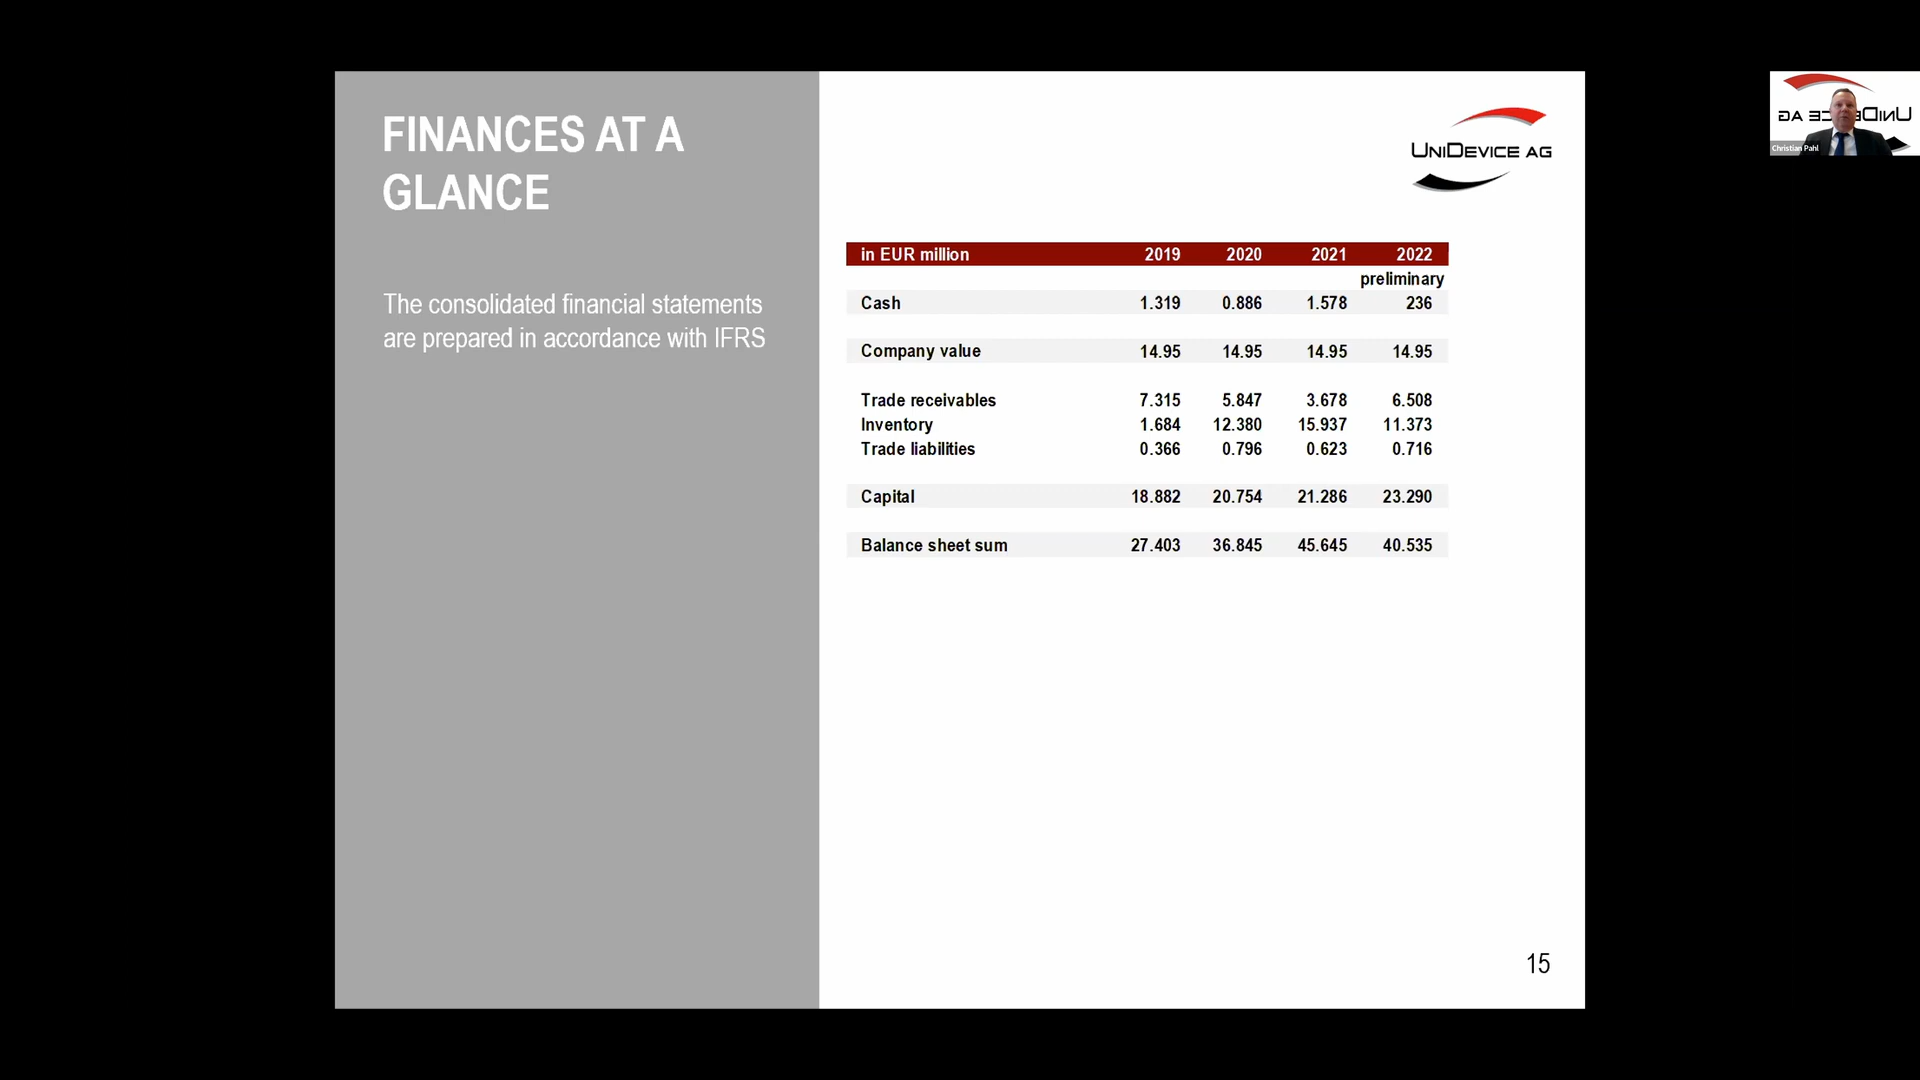 FINANCES AT A
GLANCE
The consolidated financial statements
are prepared in accordance with IFRS
UNIDEVICE AG
in EUR million 2019 2020 2021 2022
preliminary
Cash 1.319 0.886 1.578 236
Company value 14.95 14.95 14.95 14.95
Trade receivables 7.315 5.847 3.678 6.508
Inventory 1.684 12.380 15.937 11.373
Trade liabilities 0.366 0.796 0.623 0.716
Capital 18.882 20.754 21.286 23.290
Balance sheet sum 27.403 36.845 45.645 40.535
15
Christian Pahl